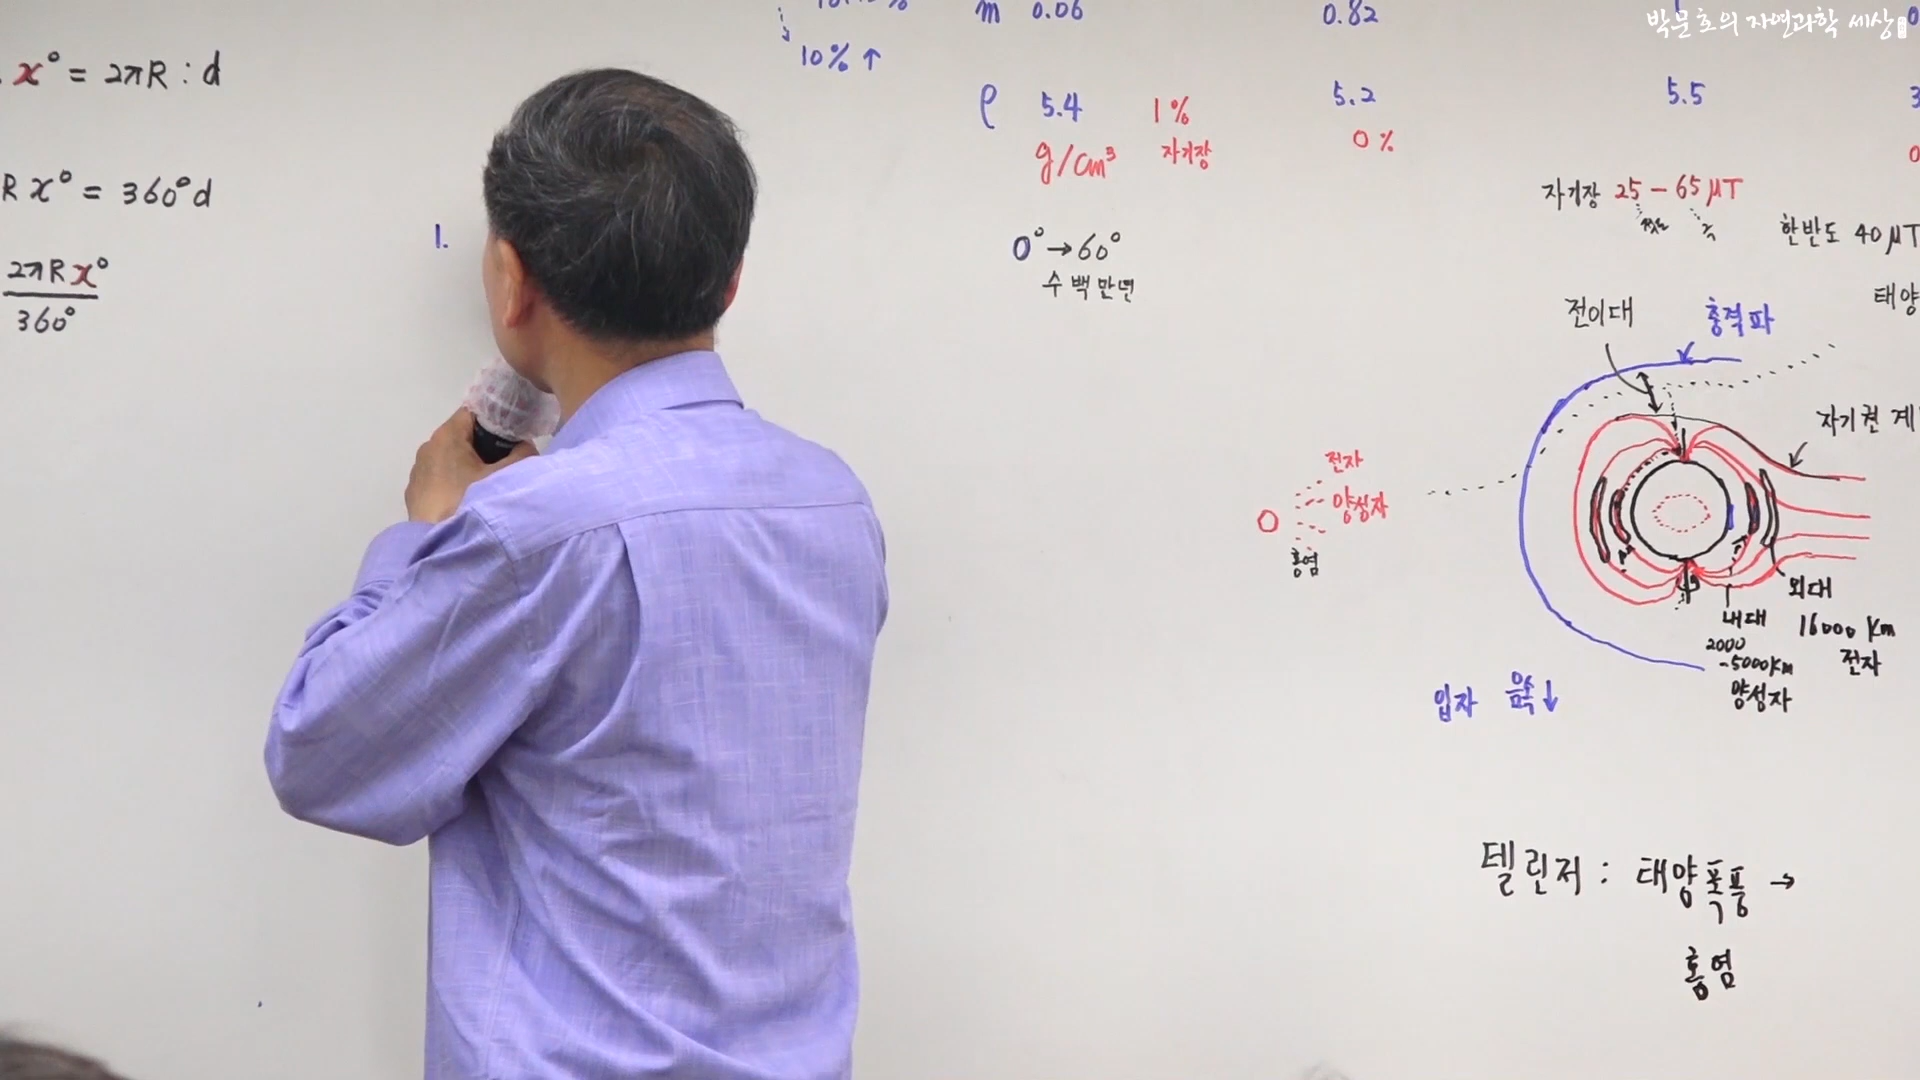 x° = 2πR : d
R x° = 360° d
2πR x°
360°
1.
10% ↑
m 0.06 0.82
ρ 5.4 1% 5.2 5.5
g/cm³ 자기장 0%
0° → 60°
수백만년
박문호의 자연과학 세상
자기장 25 - 65 μT
한반도 40 μT
태양
전이대 충격파
자기권 계
전자
양성자
홍염
외대
내대 16000 km
2000 전자
-5000km
양성자
입자 음속↓
텔린저 : 태양폭풍 →
홍염